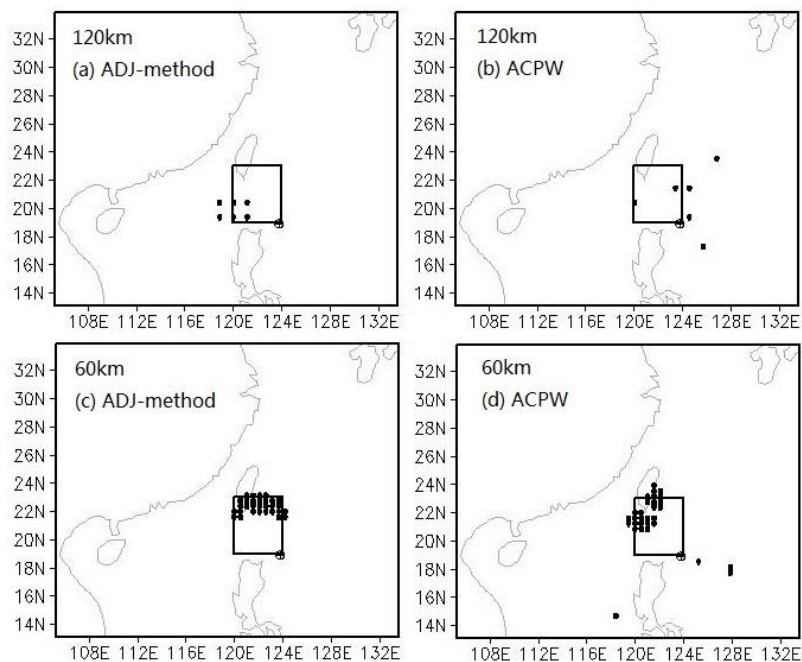 120km
(a) ADJ-method
32N
30N
28N
26N
24N
22N
20N
18N
16N
14N
108E 112E 116E 120E 124E 128E 132E
120km
(b) ACPW
32N
30N
28N
26N
24N
22N
20N
18N
16N
14N
108E 112E 116E 120E 124E 128E 132E
60km
(c) ADJ-method
32N
30N
28N
26N
24N
22N
20N
18N
16N
14N
108E 112E 116E 120E 124E 128E 132E
60km
(d) ACPW
32N
30N
28N
26N
24N
22N
20N
18N
16N
14N
108E 112E 116E 120E 124E 128E 132E